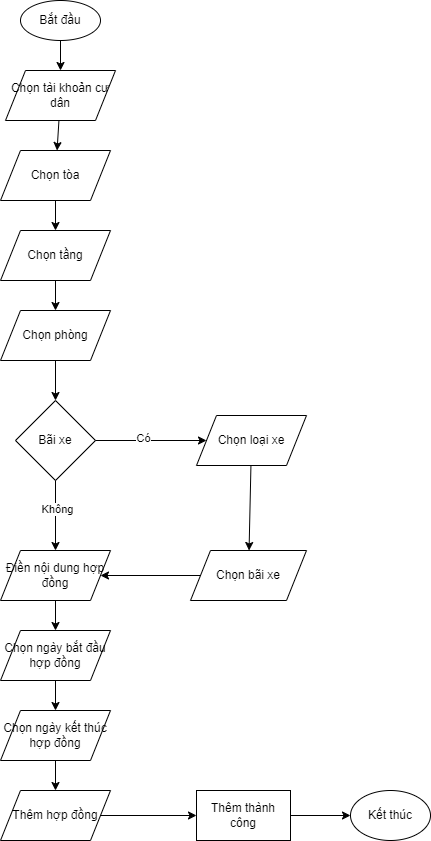 Bắt đầu
Chọn tài khoản cư
dân
Chọn tòa
Chọn tầng
Chọn phòng
Bãi xe
Có
Chọn loại xe
Không
Điền nội dung hợp
đồng
Chọn bãi xe
Chọn ngày bắt đầu
hợp đồng
Chọn ngày kết thúc
hợp đồng
Thêm hợp đồng
Thêm thành
công
Kết thúc